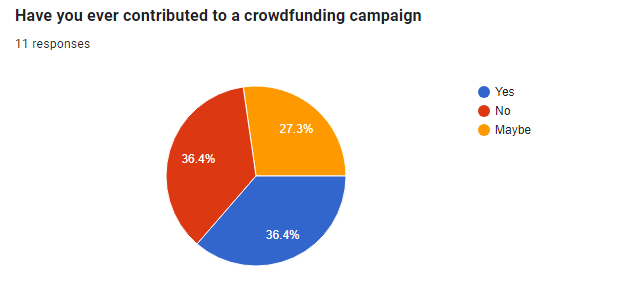 Have you ever contributed to a crowdfunding campaign
11 responses
Yes
No
Maybe
27.3%
36.4%
36.4%